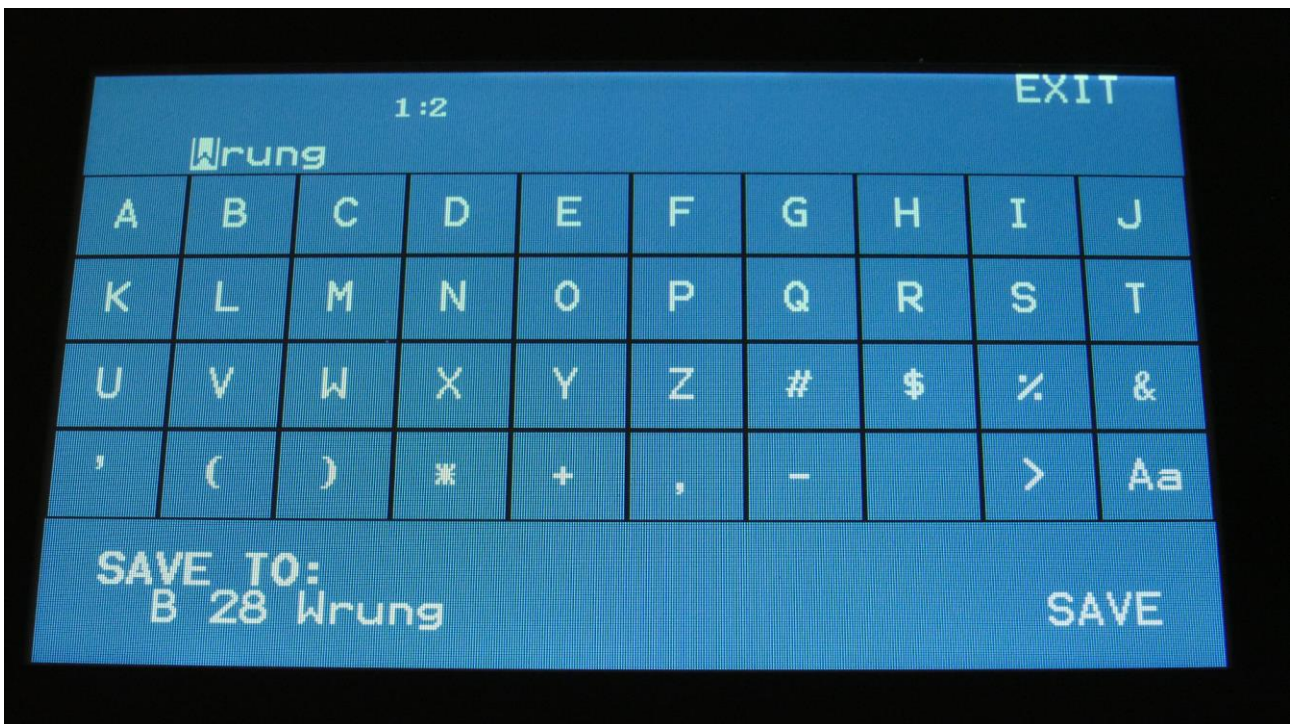 EXIT
1:2
Wrung
A B C D E F G H I J
K L M N O P Q R S T
U V W X Y Z # $ % &
' ( ) * + , - > Aa
SAVE TO:
B 28 Wrung
SAVE